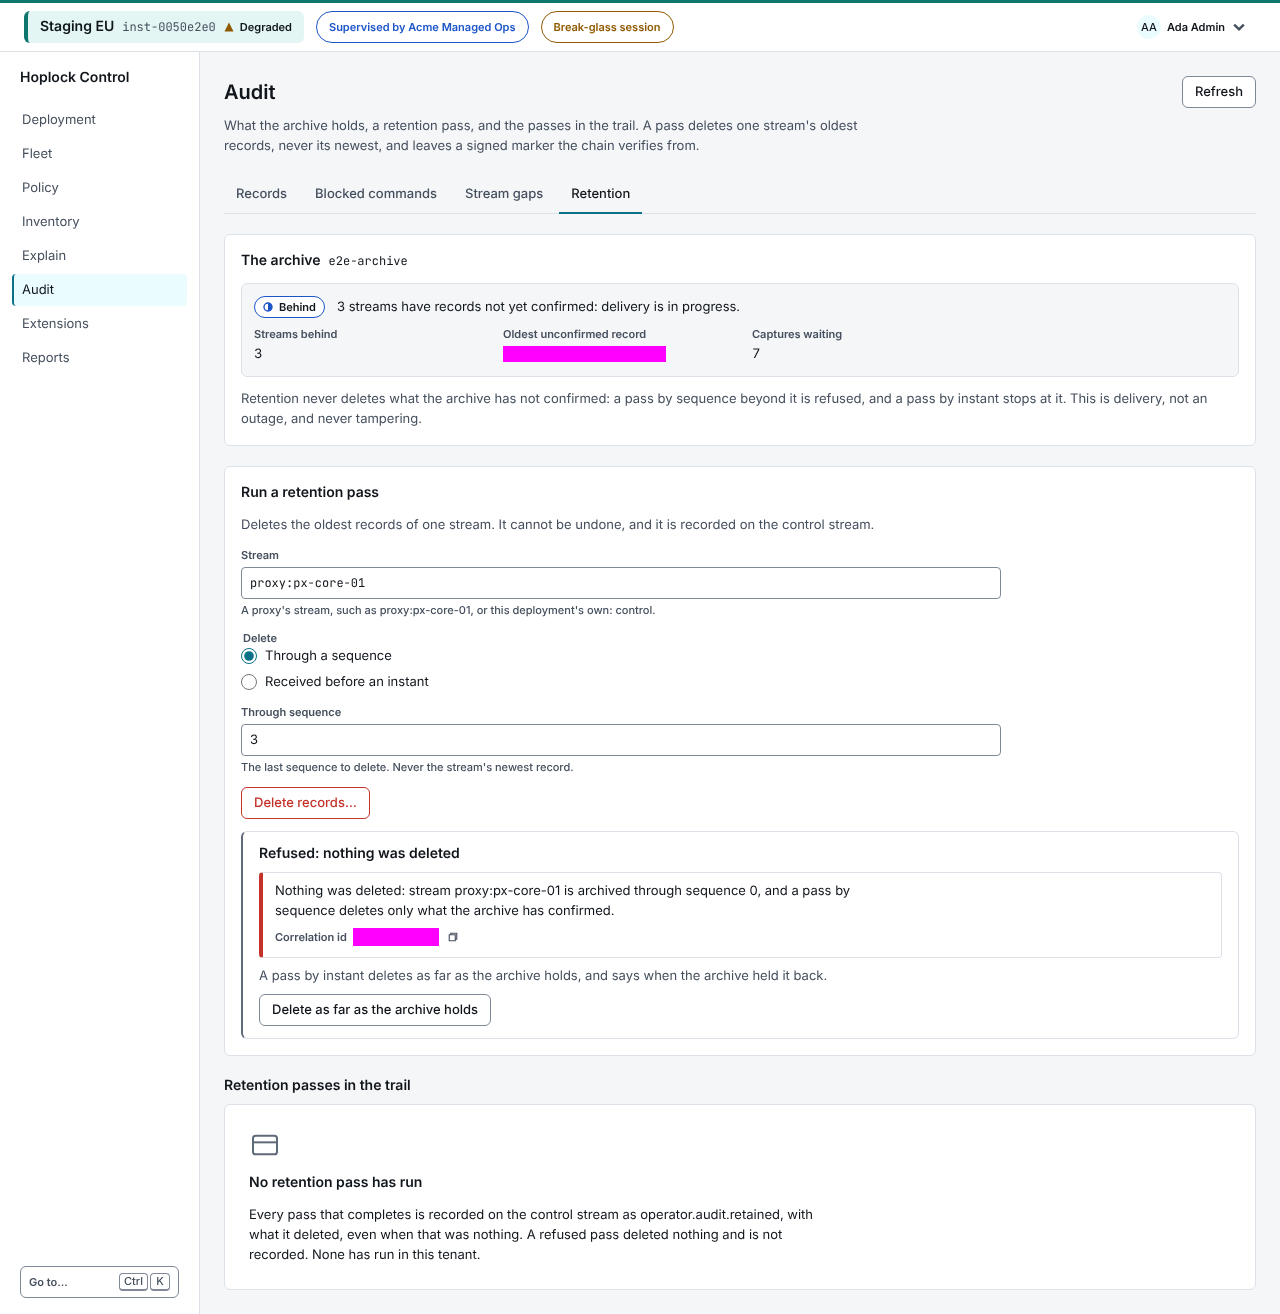 Staging EU inst-0050e2e0 Degraded
Supervised by Acme Managed Ops
Break-glass session
AA Ada Admin
Hoplock Control
Deployment
Fleet
Policy
Inventory
Explain
Audit
Extensions
Reports
Go to...
Ctrl K
Audit
Refresh
What the archive holds, a retention pass, and the passes in the trail. A pass deletes one stream's oldest
records, never its newest, and leaves a signed marker the chain verifies from.
Records Blocked commands Stream gaps Retention
The archive e2e-archive
Behind 3 streams have records not yet confirmed: delivery is in progress.
Streams behind Oldest unconfirmed record Captures waiting
3 7
Retention never deletes what the archive has not confirmed: a pass by sequence beyond it is refused, and a pass by instant stops at it. This is delivery, not an
outage, and never tampering.
Run a retention pass
Deletes the oldest records of one stream. It cannot be undone, and it is recorded on the control stream.
Stream
proxy:px-core-01
A proxy's stream, such as proxy:px-core-01, or this deployment's own: control.
Delete
Through a sequence
Received before an instant
Through sequence
3
The last sequence to delete. Never the stream's newest record.
Delete records...
Refused: nothing was deleted
Nothing was deleted: stream proxy:px-core-01 is archived through sequence 0, and a pass by
sequence deletes only what the archive has confirmed.
Correlation id
A pass by instant deletes as far as the archive holds, and says when the archive held it back.
Delete as far as the archive holds
Retention passes in the trail
No retention pass has run
Every pass that completes is recorded on the control stream as operator.audit.retained, with
what it deleted, even when that was nothing. A refused pass deleted nothing and is not
recorded. None has run in this tenant.